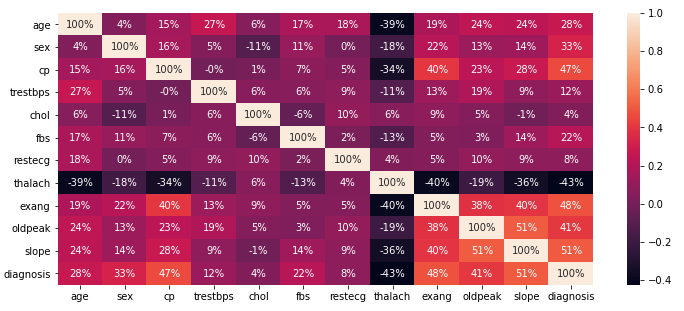 age 100% 4% 15% 27% 6% 17% 18% -39% 19% 24% 24% 28%
sex 4% 100% 16% 5% -11% 11% 0% -18% 22% 13% 14% 33%
cp 15% 16% 100% -0% 1% 7% 5% -34% 40% 23% 28% 47%
trestbps 27% 5% -0% 100% 6% 6% 9% -11% 13% 19% 9% 12%
chol 6% -11% 1% 6% 100% -6% 10% 6% 9% 5% -1% 4%
fbs 17% 11% 7% 6% -6% 100% 2% -13% 5% 3% 14% 22%
restecg 18% 0% 5% 9% 10% 2% 100% 4% 5% 10% 9% 8%
thalach -39% -18% -34% -11% 6% -13% 4% 100% -40% -19% -36% -43%
exang 19% 22% 40% 13% 9% 5% 5% -40% 100% 38% 40% 48%
oldpeak 24% 13% 23% 19% 5% 3% 10% -19% 38% 100% 51% 41%
slope 24% 14% 28% 9% -1% 14% 9% -36% 40% 51% 100% 51%
diagnosis 28% 33% 47% 12% 4% 22% 8% -43% 48% 41% 51% 100%
age sex cp trestbps chol fbs restecg thalach exang oldpeak slope diagnosis
1.0
0.8
0.6
0.4
0.2
0.0
−0.2
−0.4